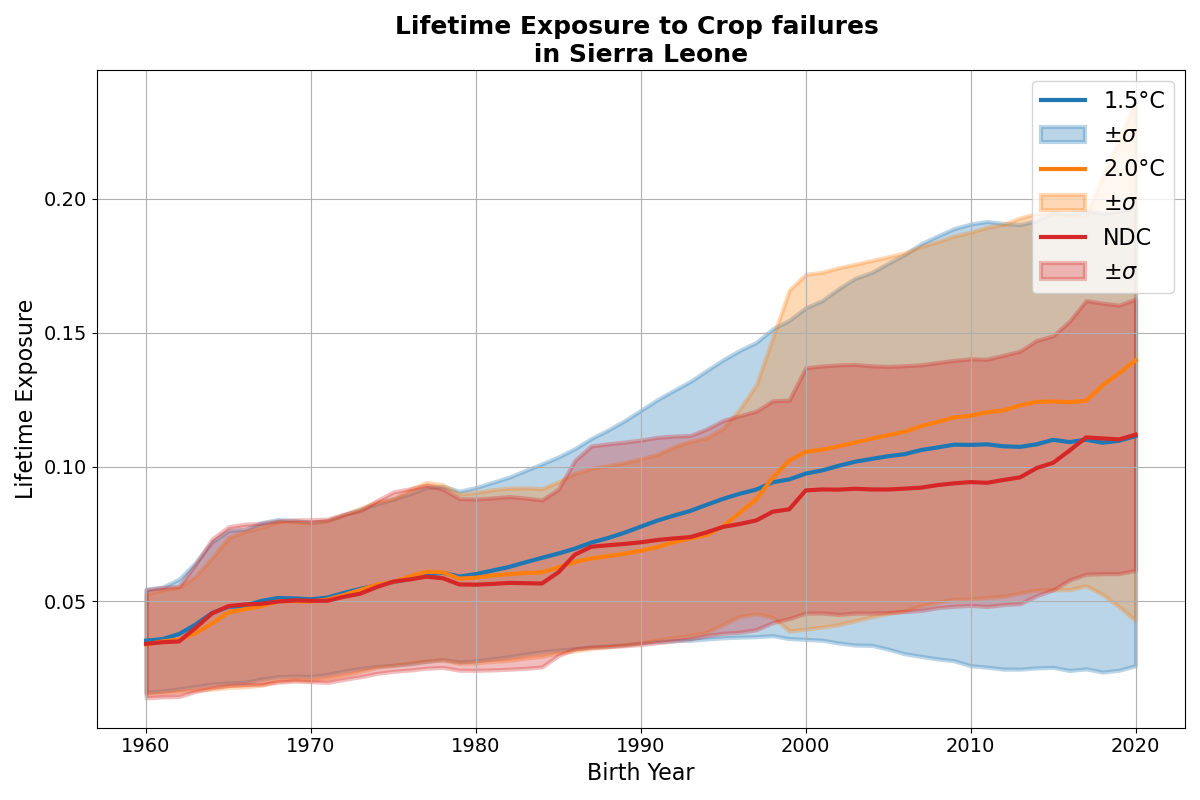 Lifetime Exposure to Crop failures
in Sierra Leone
Lifetime Exposure
0.20
0.15
0.10
0.05
1960
1970
1980
1990
2000
2010
2020
Birth Year
1.5°C
±σ
2.0°C
±σ
NDC
±σ